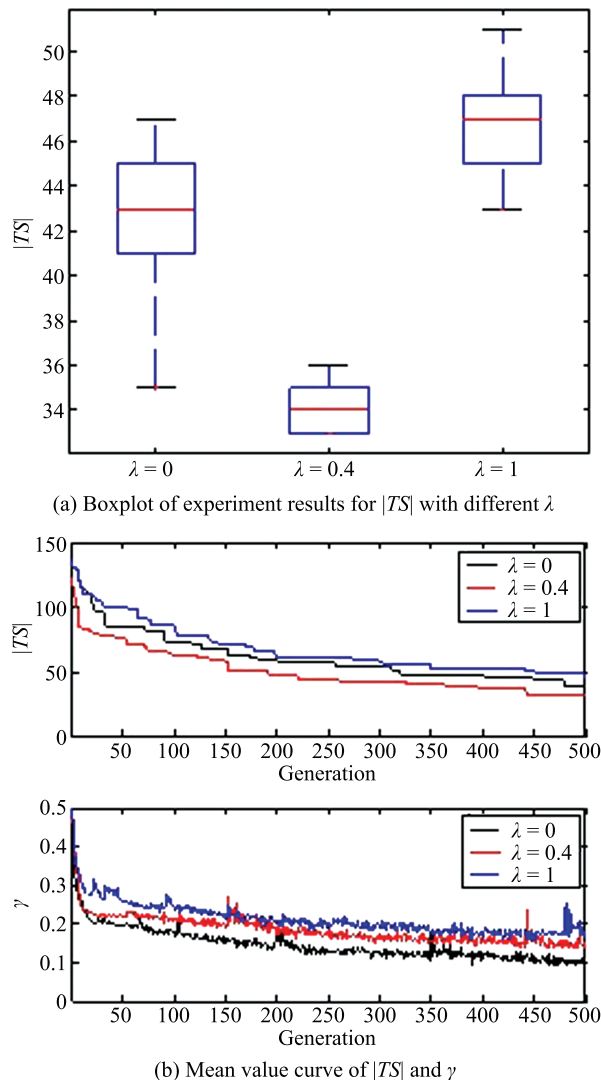 50
48
46
44
42
40
36
34
|TS|
λ = 0
λ = 0.4
λ = 1
(a) Boxplot of experiment results for |TS| with different λ
150
100
50
0
|TS|
λ = 0
λ = 0.4
λ = 1
50 100 150 200 250 300 350 400 450 500
Generation
0.5
0.4
0.3
0.2
0.1
0
γ
λ = 0
λ = 0.4
λ = 1
50 100 150 200 250 300 350 400 450 500
Generation
(b) Mean value curve of |TS| and γ